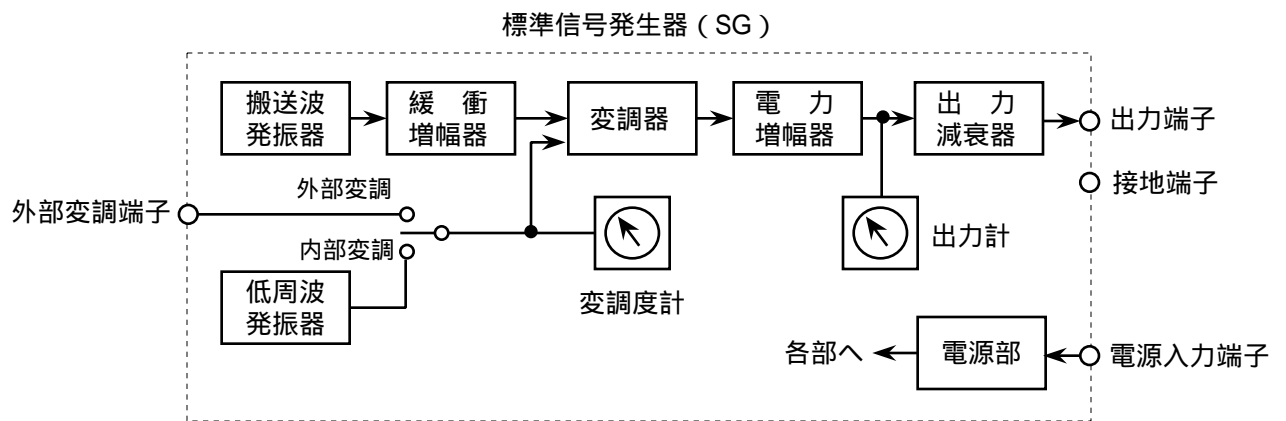 標準信号発生器（SG）
搬送波
発振器
緩　衝
増幅器
変調器
電　力
増幅器
出　力
減衰器
出力端子
接地端子
外部変調
外部変調端子
内部変調
低周波
発振器
変調度計
出力計
各部へ
電源部
電源入力端子